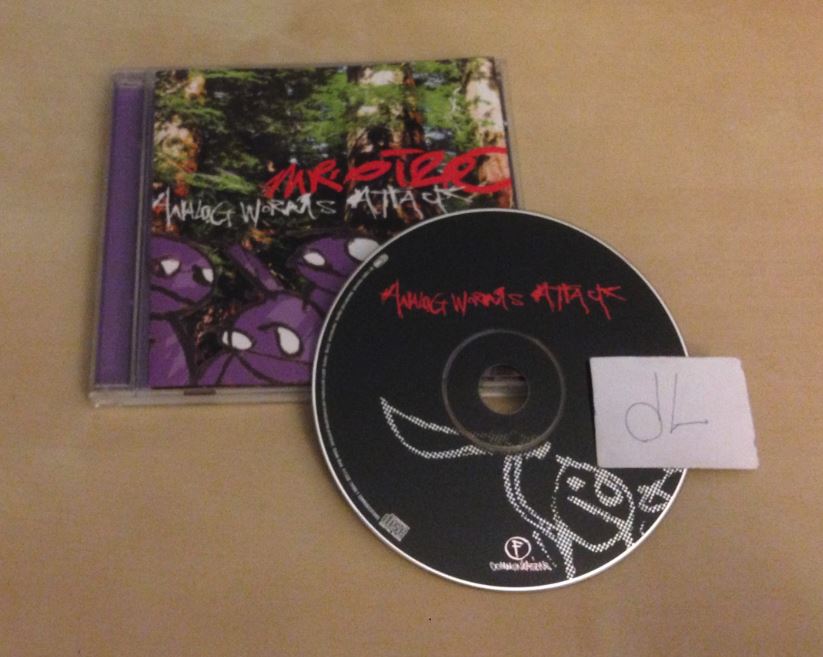 MR.OIZO
ANALOG WORMS ATTACK
ANALOG WORMS ATTACK
dL
F